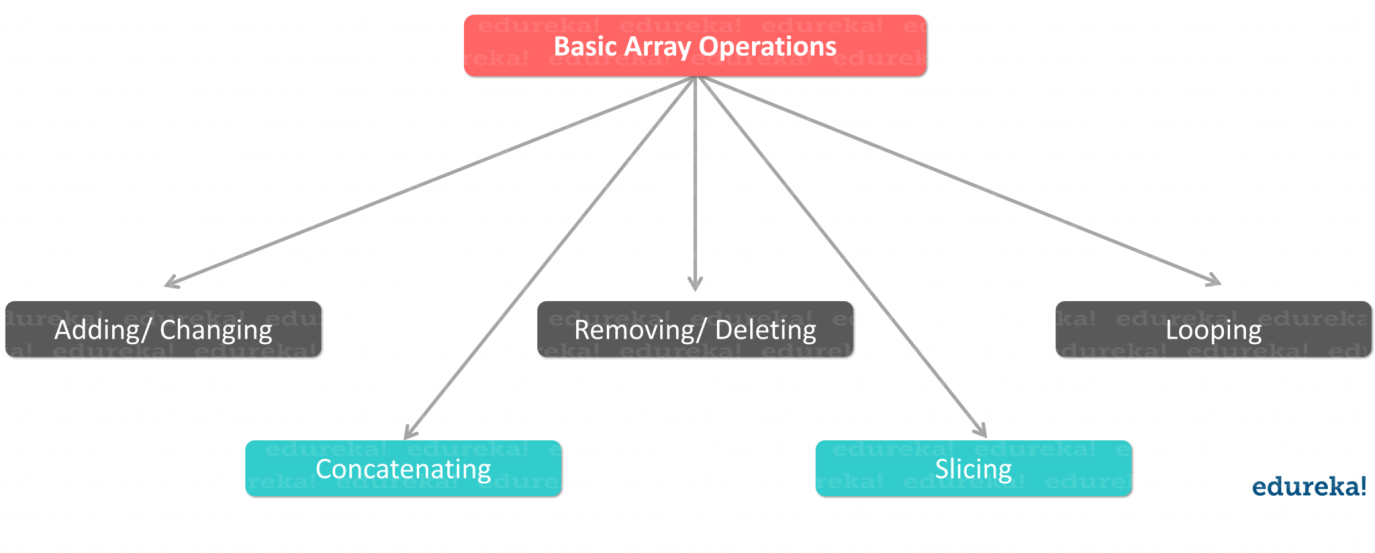 Basic Array Operations
Adding/ Changing
Removing/ Deleting
Looping
Concatenating
Slicing
edureka!